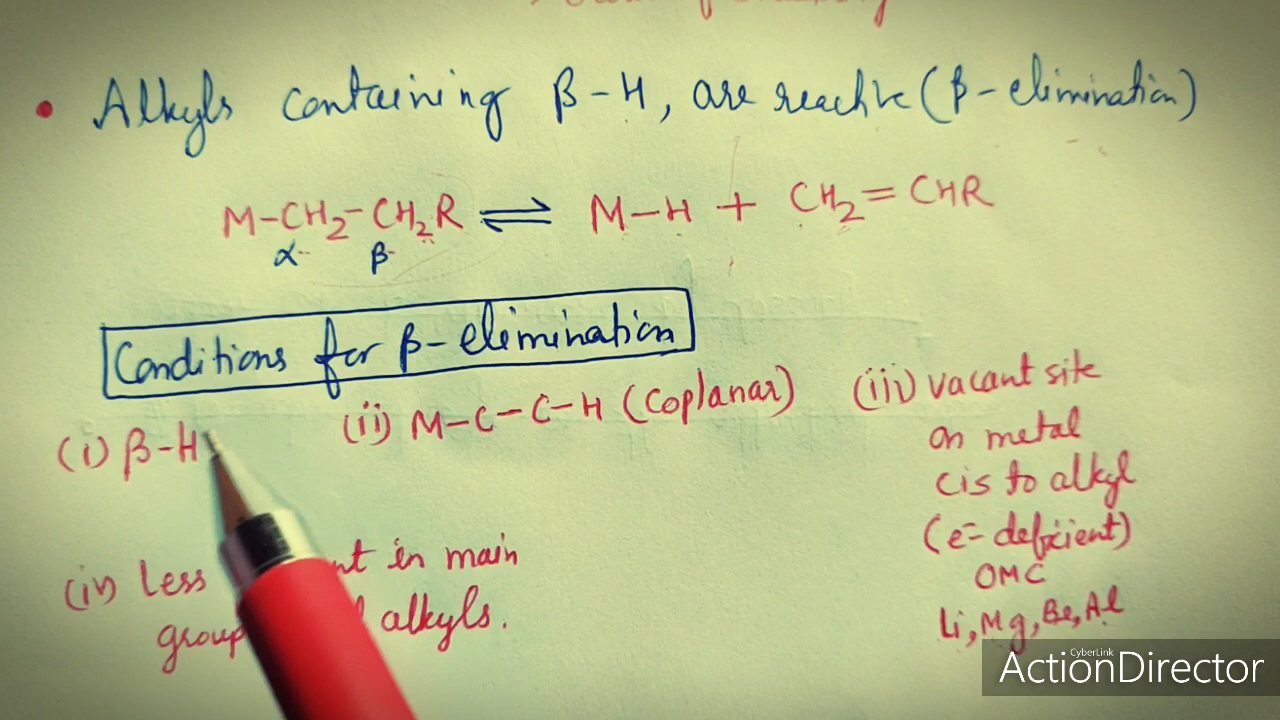 • Alkyls containing β-H, are reactive (β-elimination)
M-CH2-CH2R ⇌ M-H + CH2=CHR
α β
Conditions for β-elimination
(i) β-H
(ii) M-C-C-H (Coplanar)
(iii) vacant site
on metal
cis to alkyl
(e- deficient)
OMC
Li, Mg, Be, Al
(iv) Less in main
group alkyls.
CyberLink
ActionDirector